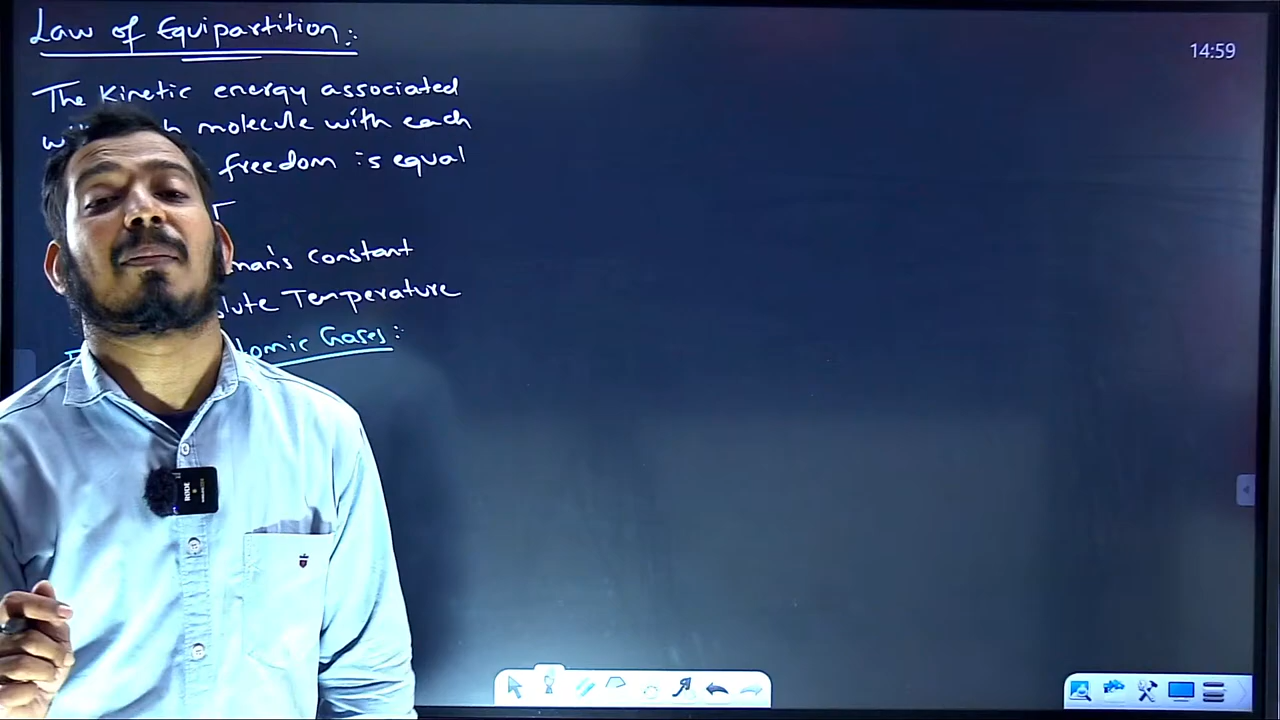 Law of Equipartition:
14:59
The Kinetic energy associated
molecule with each
freedom is equal
T
man's constant
lute Temperature
tomic Gases:
RODE